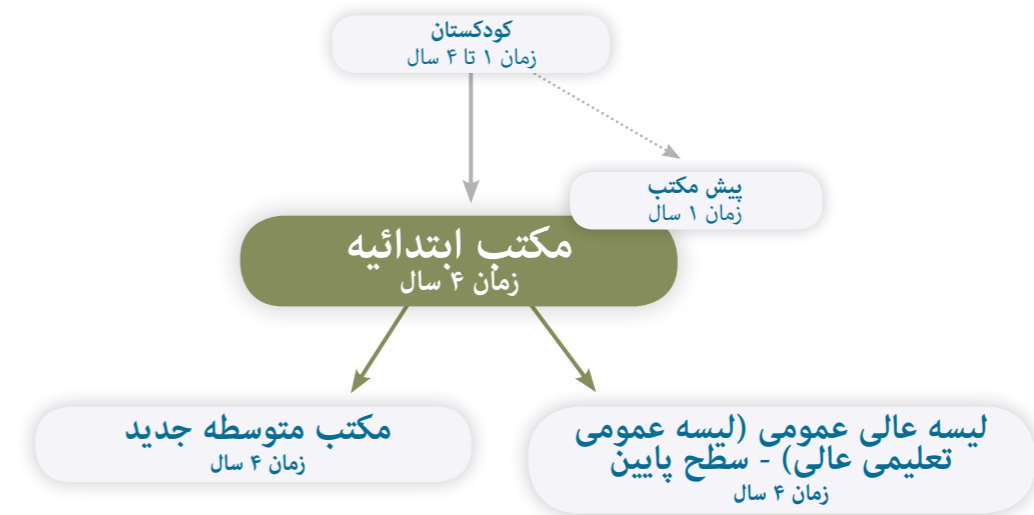 کودکستان
زمان ۱ تا ۴ سال
پیش مکتب
زمان ۱ سال
مکتب ابتدائیه
زمان ۴ سال
لیسه عالی عمومی (لیسه عمومی
تعلیمی عالی) - سطح پایین
زمان ۴ سال
مکتب متوسطه جدید
زمان ۴ سال